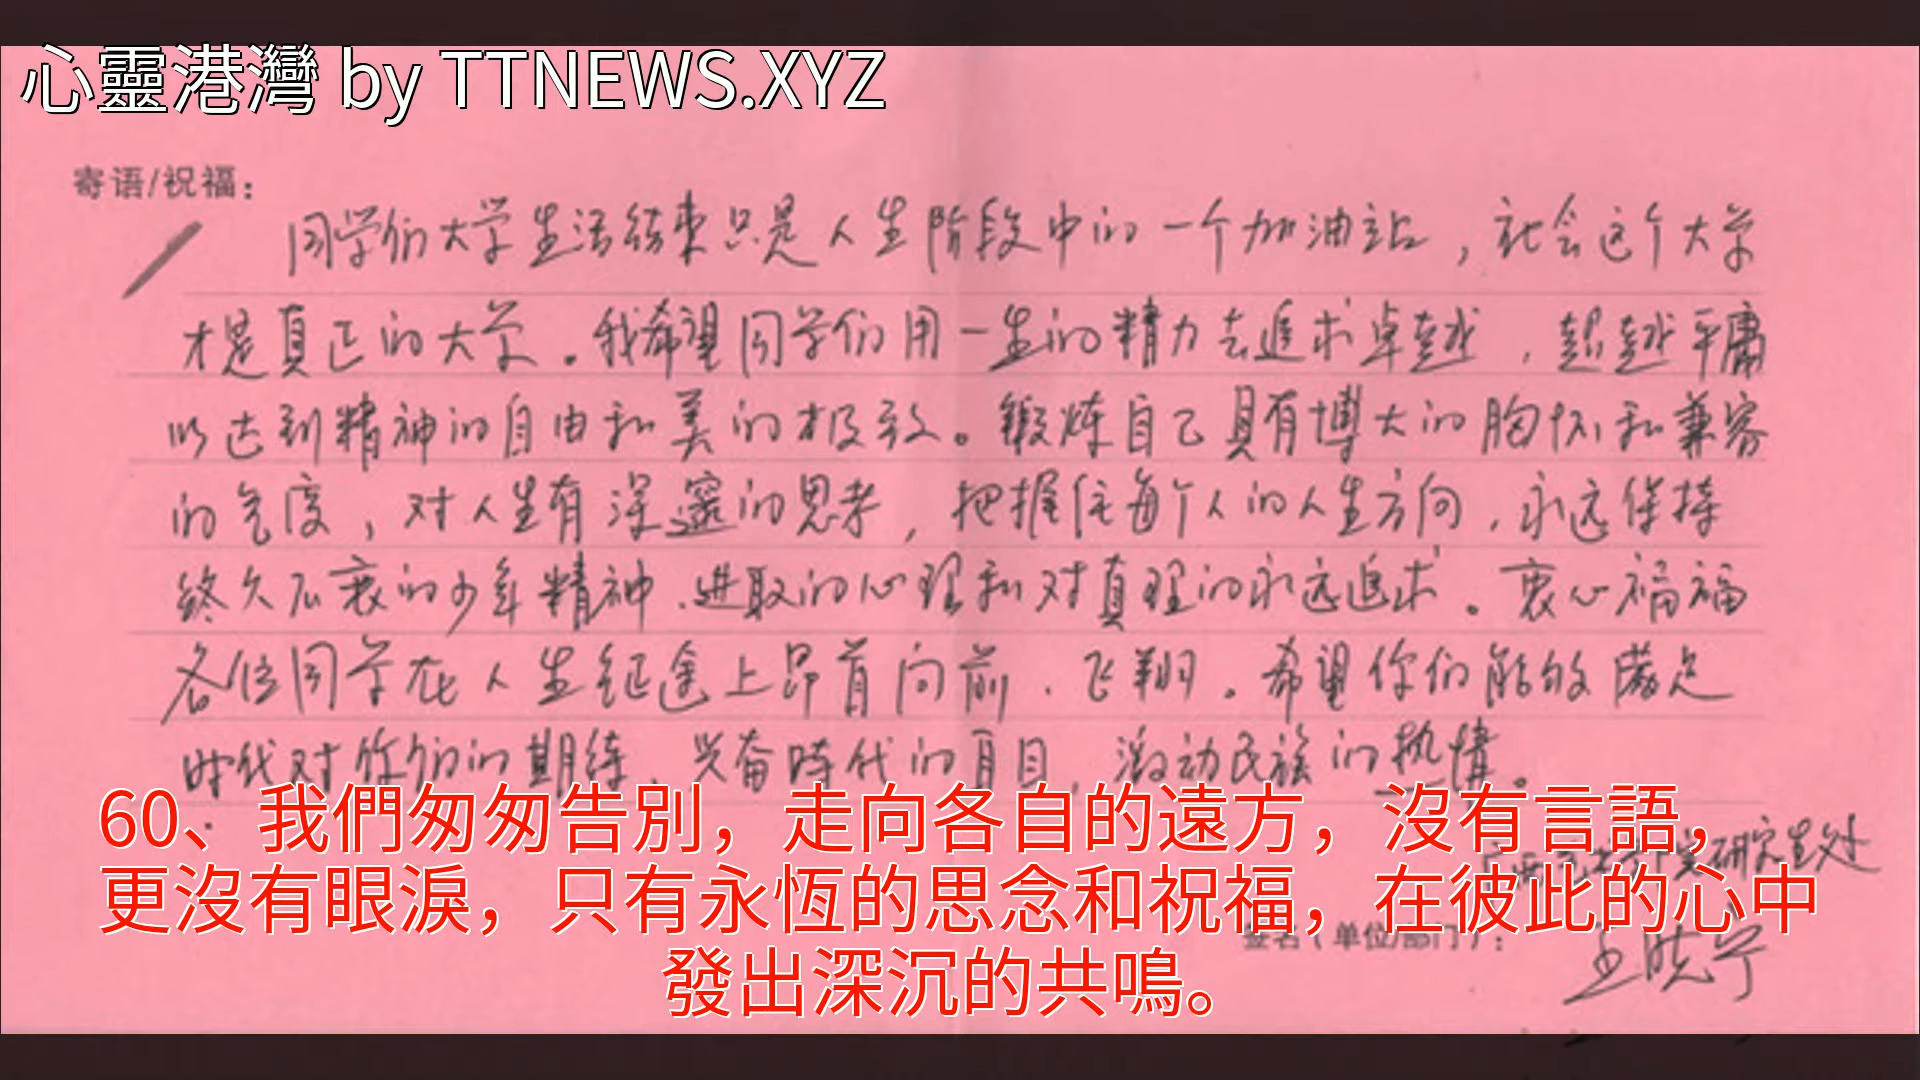 心靈港灣 by TTNEWS.XYZ
寄语/祝福：
同学们大学生活结束只是人生阶段中的一个加油站，社会这个大学
才是真正的大学。我希望同学们用一生的精力去追求卓越，超越平庸
以达到精神的自由和美的极致。锻炼自己具有博大的胸怀和兼容
的气度，对人生有深邃的思考，把握住每个人的人生方向，永远保持
终久不衰的少年精神、进取的心理和对真理的永远追求。衷心祝福
各位同学在人生征途上昂首向前、飞翔。希望你们能够满足
时代对你们的期待、兴奋時代的耳目，激动民族的热情。
60、我們匆匆告別，走向各自的遠方，沒有言語，
研究生处
更沒有眼淚，只有永恆的思念和祝福，在彼此的心中
签名（单位/部门）：
發出深沉的共鳴。